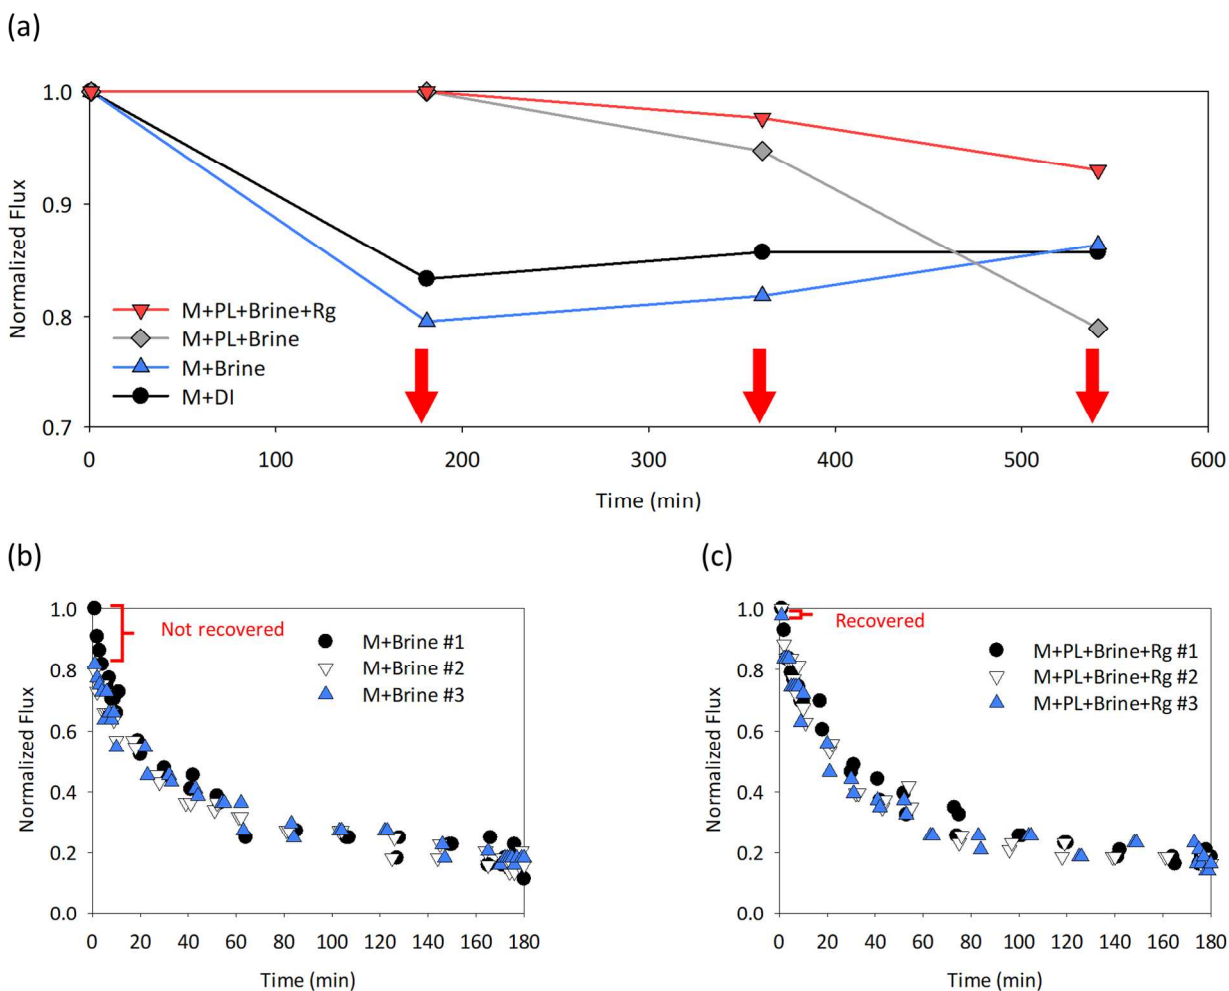 (a)
1.0
0.9
0.8
0.7
Normalized Flux
M+PL+Brine+Rg
M+PL+Brine
M+Brine
M+DI
0 100 200 300 400 500 600
Time (min)
(b)
1.0
0.8
0.6
0.4
0.2
0.0
Normalized Flux
Not recovered
M+Brine #1
M+Brine #2
M+Brine #3
0 20 40 60 80 100 120 140 160 180
Time (min)
(c)
1.0
0.8
0.6
0.4
0.2
0.0
Normalized Flux
Recovered
M+PL+Brine+Rg #1
M+PL+Brine+Rg #2
M+PL+Brine+Rg #3
0 20 40 60 80 100 120 140 160 180
Time (min)